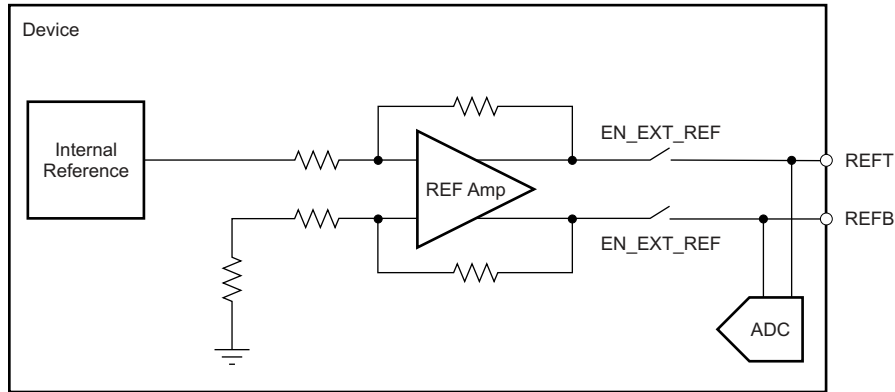 Device
Internal
Reference
REF Amp
EN_EXT_REF
REFT
REFB
EN_EXT_REF
ADC